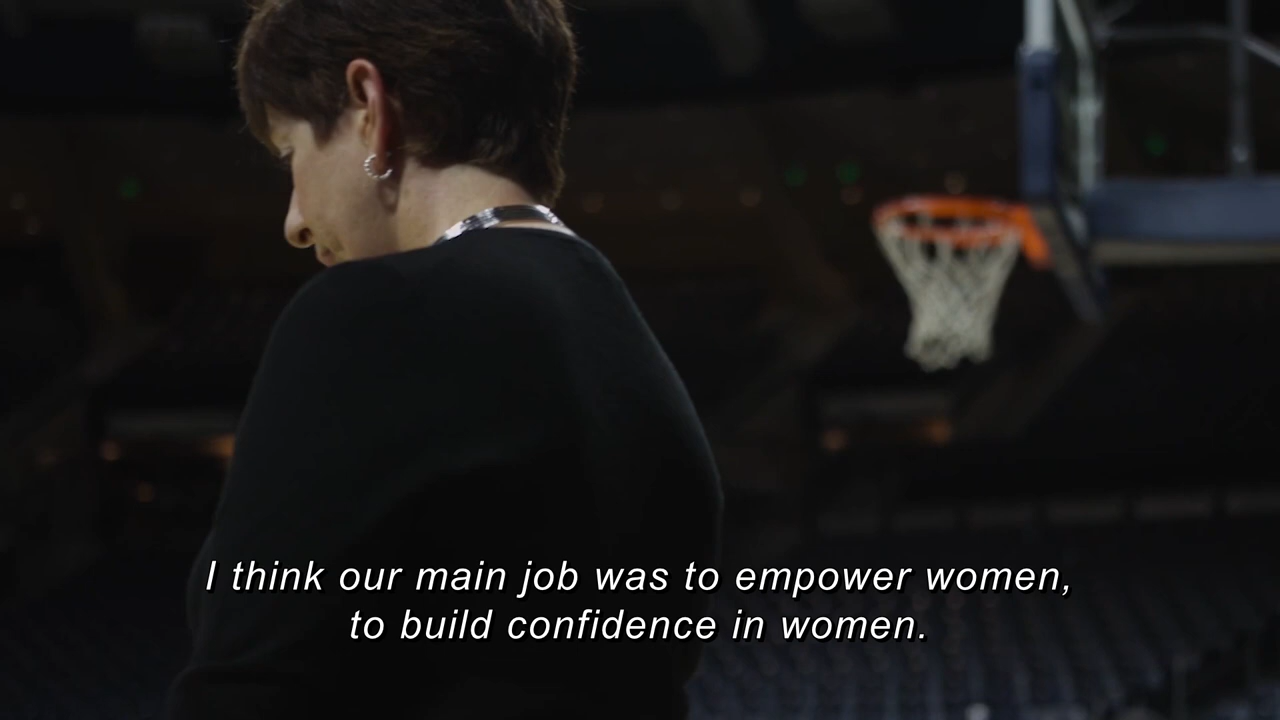 I think our main job was to empower women,
to build confidence in women.